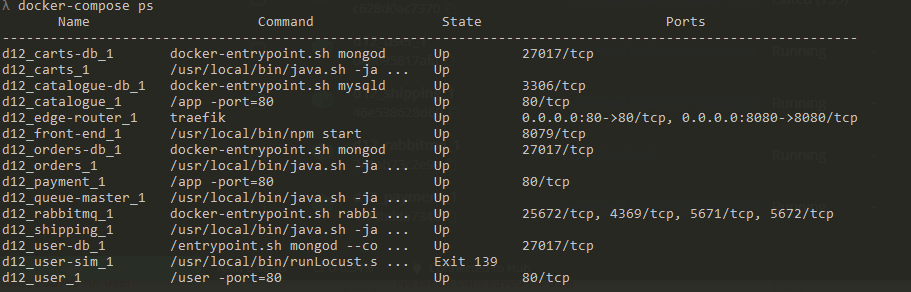 λ docker-compose ps
Name Command State Ports
--------------------------------------------------------------------------------------------------------------
d12_carts-db_1 docker-entrypoint.sh mongod Up 27017/tcp
d12_carts_1 /usr/local/bin/java.sh -ja ... Up
d12_catalogue-db_1 docker-entrypoint.sh mysqld Up 3306/tcp
d12_catalogue_1 /app -port=80 Up 80/tcp
d12_edge-router_1 traefik Up 0.0.0.0:80->80/tcp, 0.0.0.0:8080->8080/tcp
d12_front-end_1 /usr/local/bin/npm start Up 8079/tcp
d12_orders-db_1 docker-entrypoint.sh mongod Up 27017/tcp
d12_orders_1 /usr/local/bin/java.sh -ja ... Up
d12_payment_1 /app -port=80 Up 80/tcp
d12_queue-master_1 /usr/local/bin/java.sh -ja ... Up
d12_rabbitmq_1 docker-entrypoint.sh rabbi ... Up 25672/tcp, 4369/tcp, 5671/tcp, 5672/tcp
d12_shipping_1 /usr/local/bin/java.sh -ja ... Up
d12_user-db_1 /entrypoint.sh mongod --co ... Up 27017/tcp
d12_user-sim_1 /usr/local/bin/runLocust.s ... Exit 139
d12_user_1 /user -port=80 Up 80/tcp